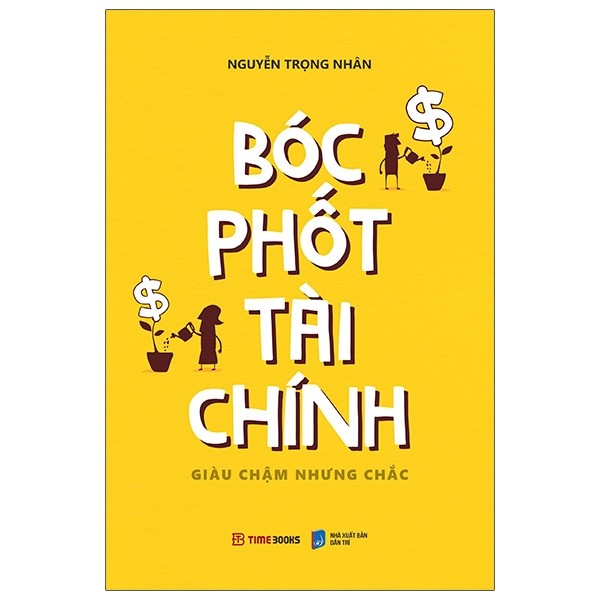 NGUYỄN TRỌNG NHÂN
BÓC
PHỐT
TÀI
CHÍNH
GIÀU CHẬM NHƯNG CHẮC
TIMEBOOKS
NHÀ XUẤT BẢN
DÂN TRÍ